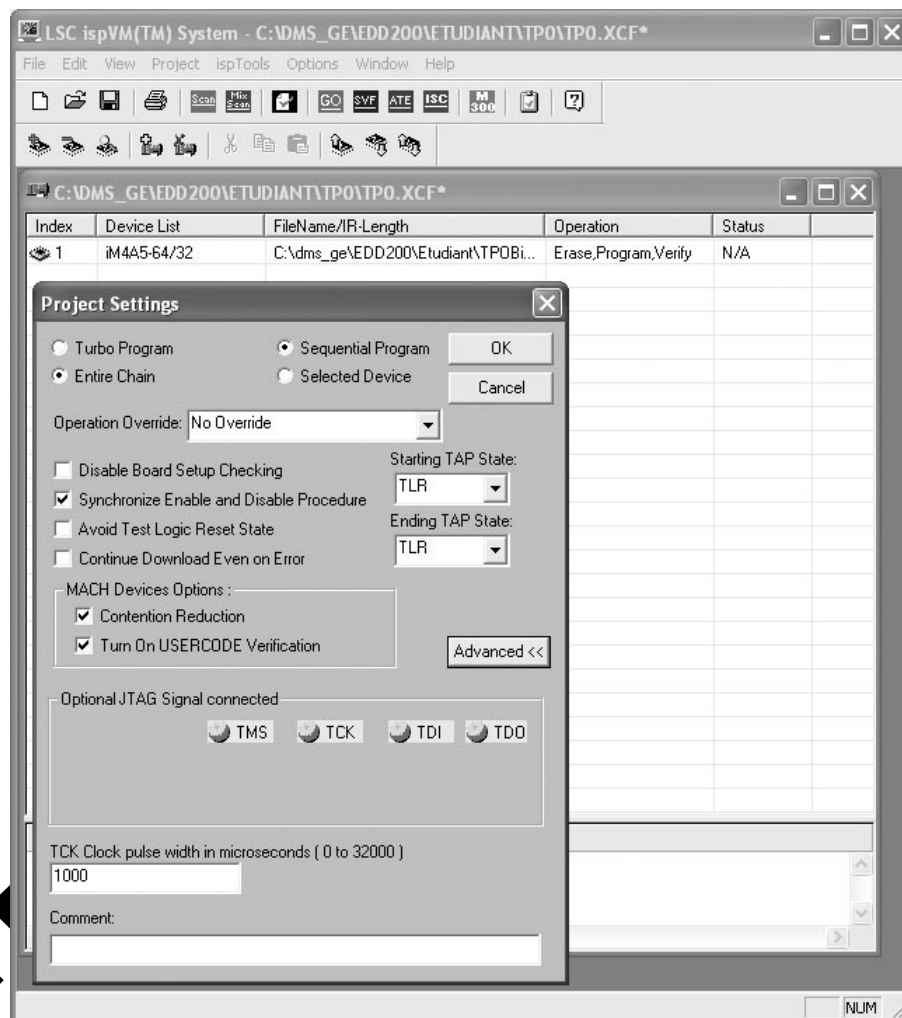 LSC ispVM(TM) System - C:\DMS_GE\EDD200\ETUDIANT\TP0\TP0.XCF*
File Edit View Project ispTools Options Window Help
Scan Mix Scan GO SVF ATE ISC M 300
C:\DMS_GE\EDD200\ETUDIANT\TP0\TP0.XCF*
Index Device List FileName/IR-Length Operation Status
1 iM4A5-64/32 C:\dms_ge\EDD200\Etudiant\TP0Bi... Erase,Program,Verify N/A
Project Settings
Turbo Program Sequential Program OK
Entire Chain Selected Device Cancel
Operation Override: No Override
Disable Board Setup Checking Starting TAP State:
Synchronize Enable and Disable Procedure TLR
Avoid Test Logic Reset State Ending TAP State:
Continue Download Even on Error TLR
MACH Devices Options :
Contention Reduction
Turn On USERCODE Verification Advanced <<
Optional JTAG Signal connected
TMS TCK TDI TDO
TCK Clock pulse width in microseconds ( 0 to 32000 )
1000
Comment:
NUM